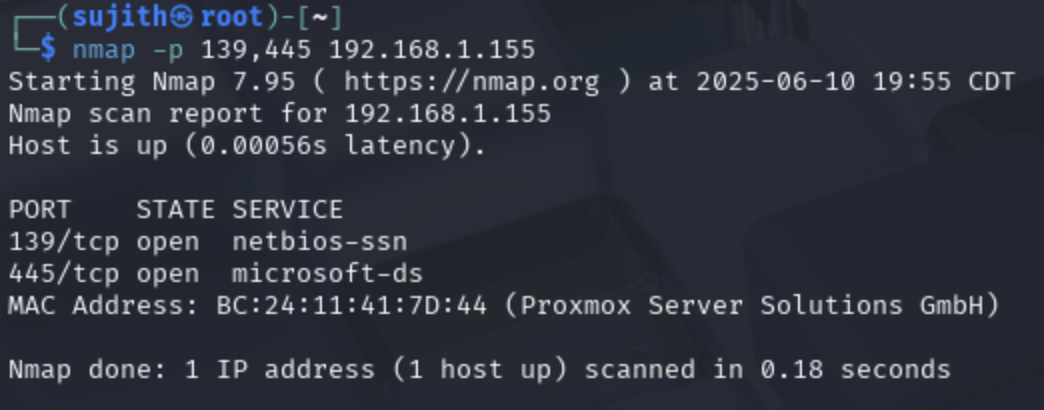 ┌──(sujith㉿root)-[~]
└─$ nmap -p 139,445 192.168.1.155
Starting Nmap 7.95 ( https://nmap.org ) at 2025-06-10 19:55 CDT
Nmap scan report for 192.168.1.155
Host is up (0.00056s latency).
PORT    STATE SERVICE
139/tcp open  netbios-ssn
445/tcp open  microsoft-ds
MAC Address: BC:24:11:41:7D:44 (Proxmox Server Solutions GmbH)
Nmap done: 1 IP address (1 host up) scanned in 0.18 seconds